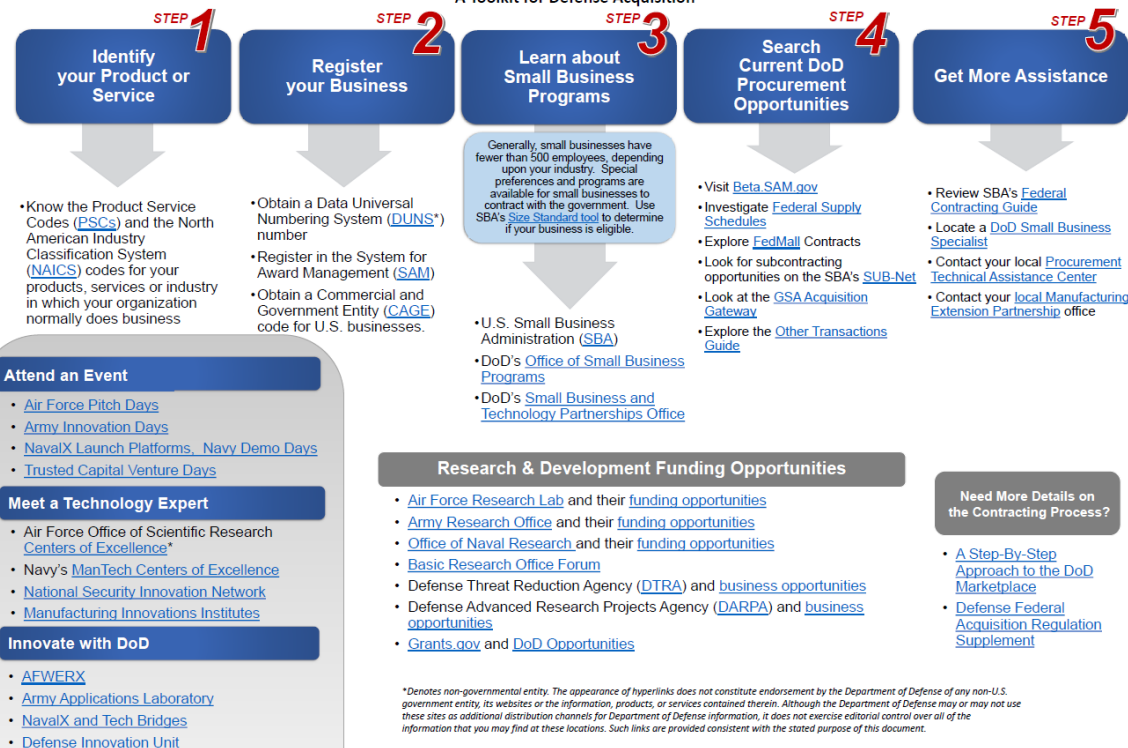 A Toolkit for Defense Acquisition
STEP 1
Identify
your Product or
Service
•Know the Product Service
Codes (PSCs) and the North
American Industry
Classification System
(NAICS) codes for your
products, services or industry
in which your organization
normally does business
STEP 2
Register
your Business
•Obtain a Data Universal
Numbering System (DUNS*)
number
•Register in the System for
Award Management (SAM)
•Obtain a Commercial and
Government Entity (CAGE)
code for U.S. businesses.
STEP 3
Learn about
Small Business
Programs
Generally, small businesses have
fewer than 500 employees, depending
upon your industry. Special
preferences and programs are
available for small businesses to
contract with the government. Use
SBA's Size Standard tool to determine
if your business is eligible.
•U.S. Small Business
Administration (SBA)
•DoD's Office of Small Business
Programs
•DoD's Small Business and
Technology Partnerships Office
STEP 4
Search
Current DoD
Procurement
Opportunities
•Visit Beta.SAM.gov
•Investigate Federal Supply
Schedules
•Explore FedMall Contracts
•Look for subcontracting
opportunities on the SBA's SUB-Net
•Look at the GSA Acquisition
Gateway
•Explore the Other Transactions
Guide
STEP 5
Get More Assistance
• Review SBA's Federal
Contracting Guide
• Locate a DoD Small Business
Specialist
• Contact your local Procurement
Technical Assistance Center
• Contact your local Manufacturing
Extension Partnership office
Attend an Event
• Air Force Pitch Days
• Army Innovation Days
• NavalX Launch Platforms, Navy Demo Days
• Trusted Capital Venture Days
Meet a Technology Expert
• Air Force Office of Scientific Research
Centers of Excellence*
• Navy's ManTech Centers of Excellence
• National Security Innovation Network
• Manufacturing Innovations Institutes
Innovate with DoD
• AFWERX
• Army Applications Laboratory
• NavalX and Tech Bridges
• Defense Innovation Unit
Research & Development Funding Opportunities
• Air Force Research Lab and their funding opportunities
• Army Research Office and their funding opportunities
• Office of Naval Research and their funding opportunities
• Basic Research Office Forum
• Defense Threat Reduction Agency (DTRA) and business opportunities
• Defense Advanced Research Projects Agency (DARPA) and business
opportunities
• Grants.gov and DoD Opportunities
Need More Details on
the Contracting Process?
• A Step-By-Step
Approach to the DoD
Marketplace
• Defense Federal
Acquisition Regulation
Supplement
*Denotes non-governmental entity. The appearance of hyperlinks does not constitute endorsement by the Department of Defense of any non-U.S.
government entity, its websites or the information, products, or services contained therein. Although the Department of Defense may or may not use
these sites as additional distribution channels for Department of Defense information, it does not exercise editorial control over all of the
information that you may find at these locations. Such links are provided consistent with the stated purpose of this document.